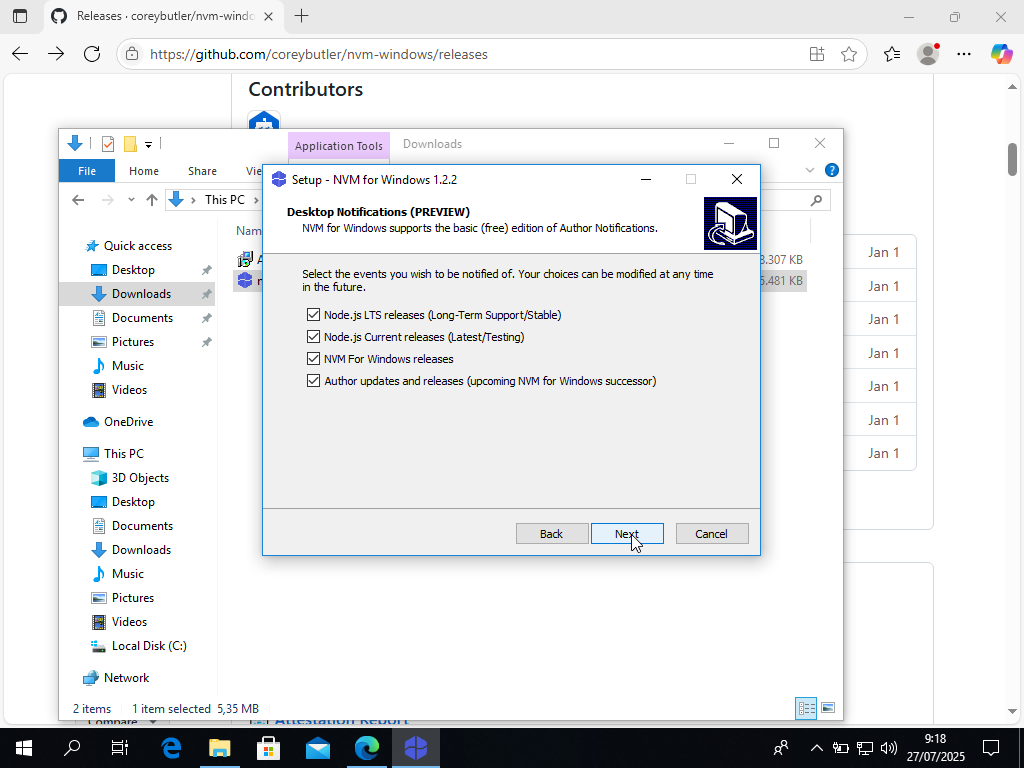 Releases · coreybutler/nvm-windo
https://github.com/coreybutler/nvm-windows/releases
Contributors
Application Tools
Downloads
File
Home
Share
Vie
This PC
Setup - NVM for Windows 1.2.2
Desktop Notifications (PREVIEW)
NVM for Windows supports the basic (free) edition of Author Notifications.
Select the events you wish to be notified of. Your choices can be modified at any time
in the future.
Node.js LTS releases (Long-Term Support/Stable)
Node.js Current releases (Latest/Testing)
NVM For Windows releases
Author updates and releases (upcoming NVM for Windows successor)
Back
Next
Cancel
Nam
8.307 KB
5.481 KB
Quick access
Desktop
Downloads
Documents
Pictures
Music
Videos
OneDrive
This PC
3D Objects
Desktop
Documents
Downloads
Music
Pictures
Videos
Local Disk (C:)
Network
2 items
1 item selected 5,35 MB
Jan 1
Jan 1
Jan 1
Jan 1
Jan 1
Jan 1
Jan 1
Compare
Attestation Report
9:18
27/07/2025